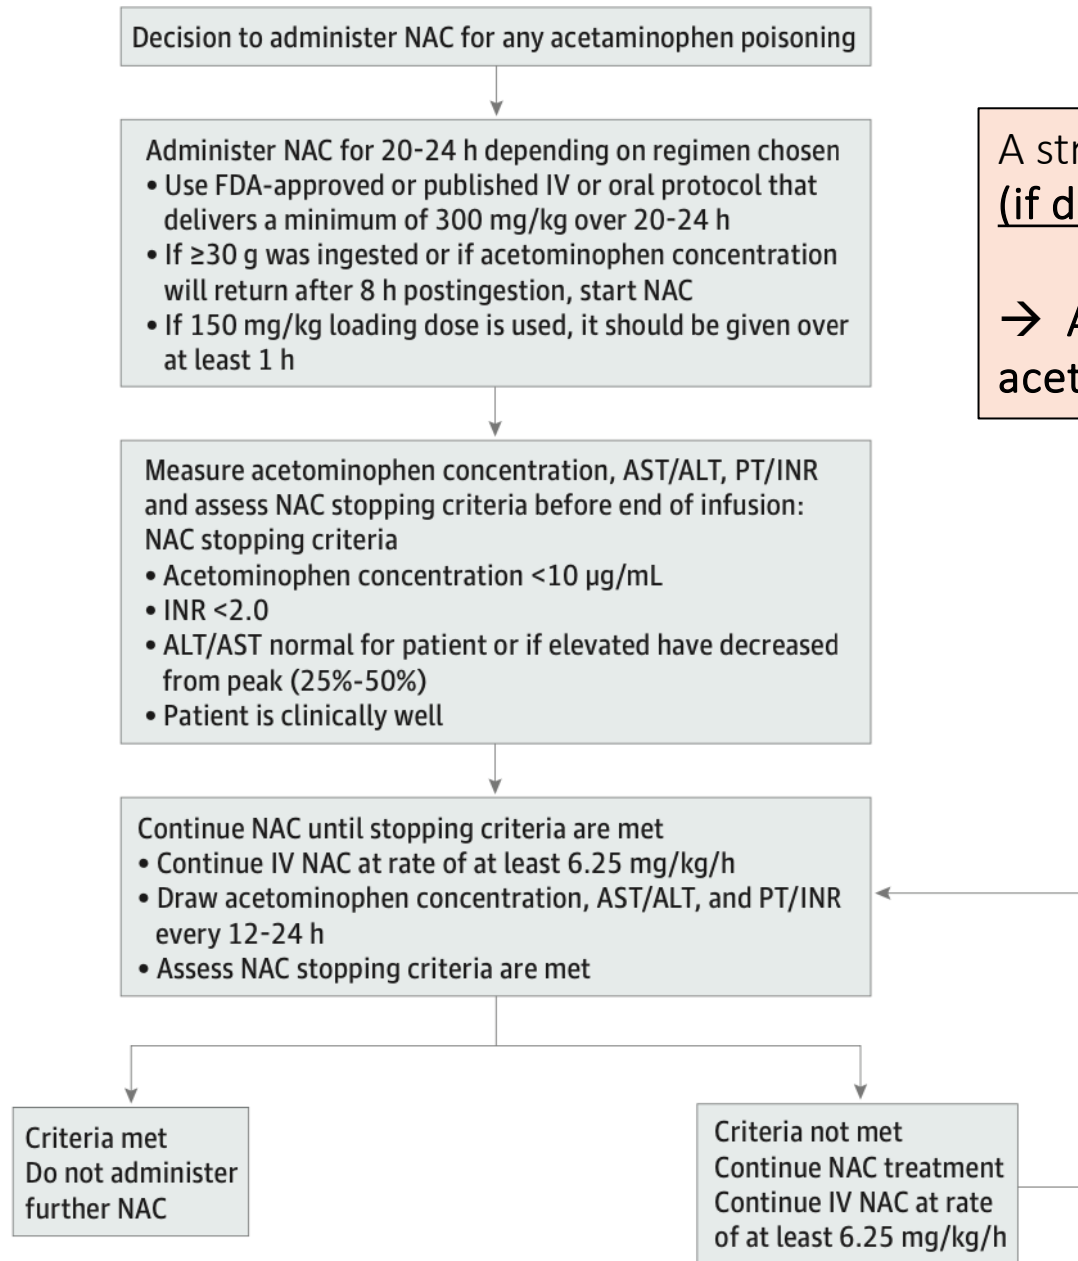 Decision to administer NAC for any acetaminophen poisoning
Administer NAC for 20-24 h depending on regimen chosen
• Use FDA-approved or published IV or oral protocol that
delivers a minimum of 300 mg/kg over 20-24 h
• If ≥30 g was ingested or if acetominophen concentration
will return after 8 h postingestion, start NAC
• If 150 mg/kg loading dose is used, it should be given over
at least 1 h
Measure acetominophen concentration, AST/ALT, PT/INR
and assess NAC stopping criteria before end of infusion:
NAC stopping criteria
• Acetominophen concentration <10 µg/mL
• INR <2.0
• ALT/AST normal for patient or if elevated have decreased
from peak (25%-50%)
• Patient is clinically well
Continue NAC until stopping criteria are met
• Continue IV NAC at rate of at least 6.25 mg/kg/h
• Draw acetominophen concentration, AST/ALT, and PT/INR
every 12-24 h
• Assess NAC stopping criteria are met
Criteria met
Do not administer
further NAC
Criteria not met
Continue NAC treatment
Continue IV NAC at rate
of at least 6.25 mg/kg/h
A
(if
→